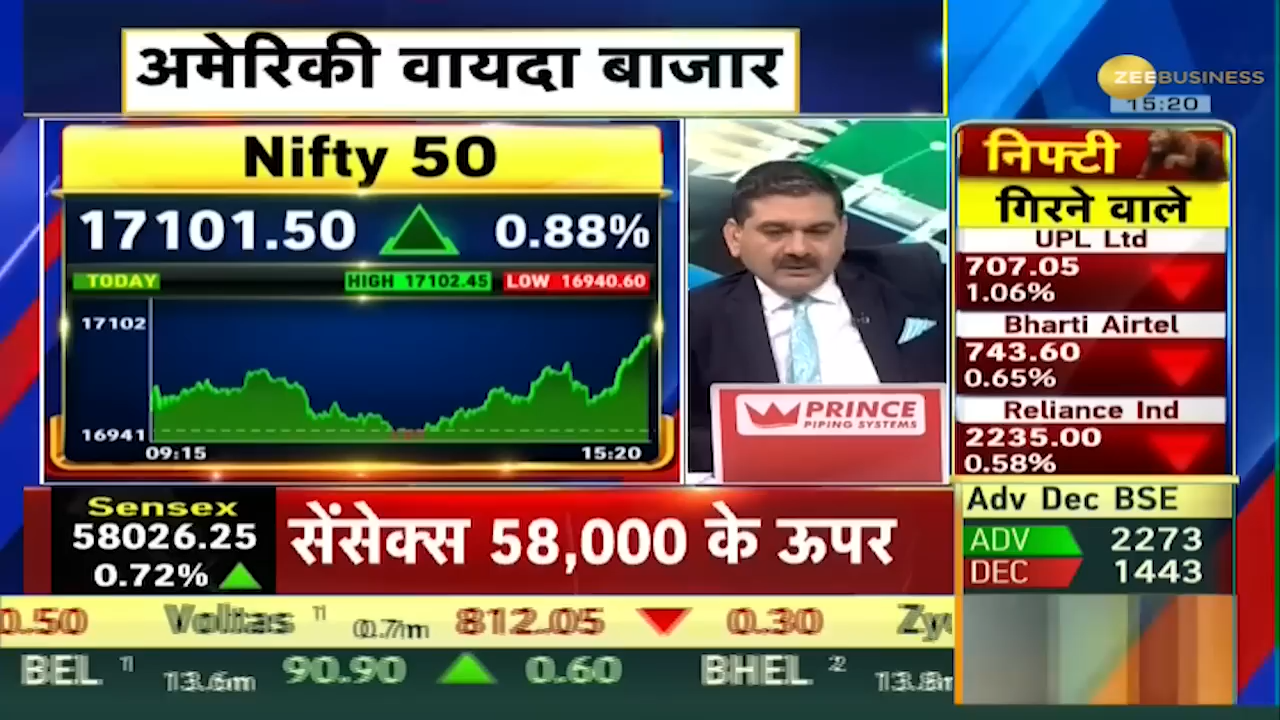 अमेरिकी वायदा बाजार
ZEEBUSINESS
15:20
Nifty 50
17101.50 0.88%
TODAY HIGH 17102.45 LOW 16940.60
17102
16941
09:15 15:20
PRINCE
PIPING SYSTEMS
निफ्टी
गिरने वाले
UPL Ltd
707.05
1.06%
Bharti Airtel
743.60
0.65%
Reliance Ind
2235.00
0.58%
Adv Dec BSE
ADV 2273
DEC 1443
Sensex
58026.25
0.72%
सेंसेक्स 58,000 के ऊपर
0.50 Voltas 0.7m 812.05 0.30
BEL 13.6m 90.90 0.60 BHEL 13.8m